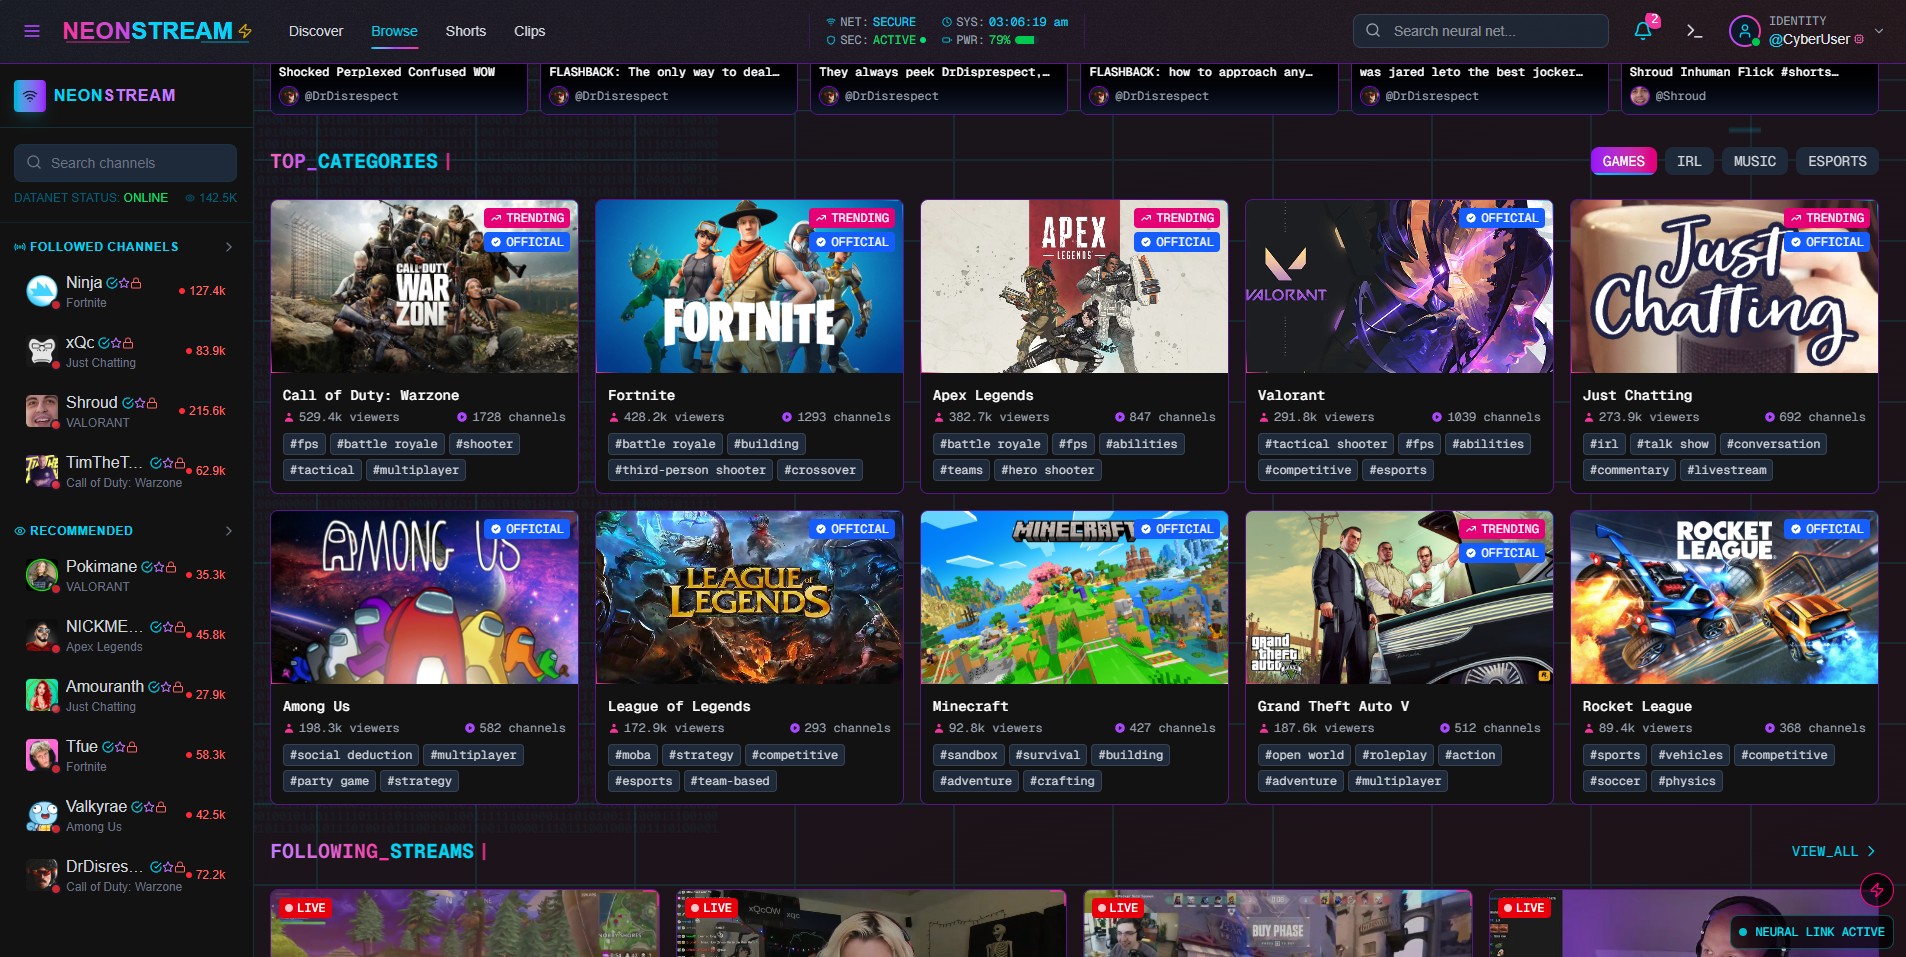 NEONSTREAM
Discover
Browse
Shorts
Clips
NET: SECURE
SYS: 03:06:19 am
SEC: ACTIVE
PWR: 79%
Search neural net...
2
IDENTITY
@CyberUser
NEONSTREAM
Search channels
DATANET STATUS: ONLINE
142.5K
FOLLOWED CHANNELS
Ninja
Fortnite
127.4k
xQc
Just Chatting
83.9k
Shroud
VALORANT
215.6k
TimTheT...
Call of Duty: Warzone
62.9k
RECOMMENDED
Pokimane
VALORANT
35.3k
NICKME...
Apex Legends
45.8k
Amouranth
Just Chatting
27.9k
Tfue
Fortnite
58.3k
Valkyrae
Among Us
42.5k
DrDisres...
Call of Duty: Warzone
72.2k
Shocked Perplexed Confused WOW
@DrDisrespect
FLASHBACK: The only way to deal…
@DrDisrespect
They always peek DrDisprespect,…
@DrDisrespect
FLASHBACK: how to approach any…
@DrDisrespect
was jared leto the best joker…
@DrDisrespect
Shroud Inhuman Flick #shorts…
@Shroud
TOP_CATEGORIES
GAMES
IRL
MUSIC
ESPORTS
TRENDING
OFFICIAL
CALL OF DUTY
WAR
ZONE
Call of Duty: Warzone
529.4k viewers
1728 channels
#fps
#battle royale
#shooter
#tactical
#multiplayer
TRENDING
OFFICIAL
FORTNITE
Fortnite
428.2k viewers
1293 channels
#battle royale
#building
#third-person shooter
#crossover
TRENDING
OFFICIAL
APEX
LEGENDS
Apex Legends
382.7k viewers
847 channels
#battle royale
#fps
#abilities
#teams
#hero shooter
OFFICIAL
VALORANT
Valorant
291.8k viewers
1039 channels
#tactical shooter
#fps
#abilities
#competitive
#esports
TRENDING
OFFICIAL
Just
Chatting
Just Chatting
273.9k viewers
692 channels
#irl
#talk show
#conversation
#commentary
#livestream
OFFICIAL
AMONG US
Among Us
198.3k viewers
582 channels
#social deduction
#multiplayer
#party game
#strategy
OFFICIAL
LEAGUE of
LEGENDS
League of Legends
172.9k viewers
293 channels
#moba
#strategy
#competitive
#esports
#team-based
OFFICIAL
MINECRAFT
Minecraft
92.8k viewers
427 channels
#sandbox
#survival
#building
#adventure
#crafting
TRENDING
OFFICIAL
grand
theft
auto
Grand Theft Auto V
187.6k viewers
512 channels
#open world
#roleplay
#action
#adventure
#multiplayer
OFFICIAL
ROCKET
LEAGUE
Rocket League
89.4k viewers
368 channels
#sports
#vehicles
#competitive
#soccer
#physics
FOLLOWING_STREAMS
VIEW_ALL
LIVE
LIVE
xQcOW
xqc
LIVE
BUY PHASE
LIVE
NEURAL LINK ACTIVE